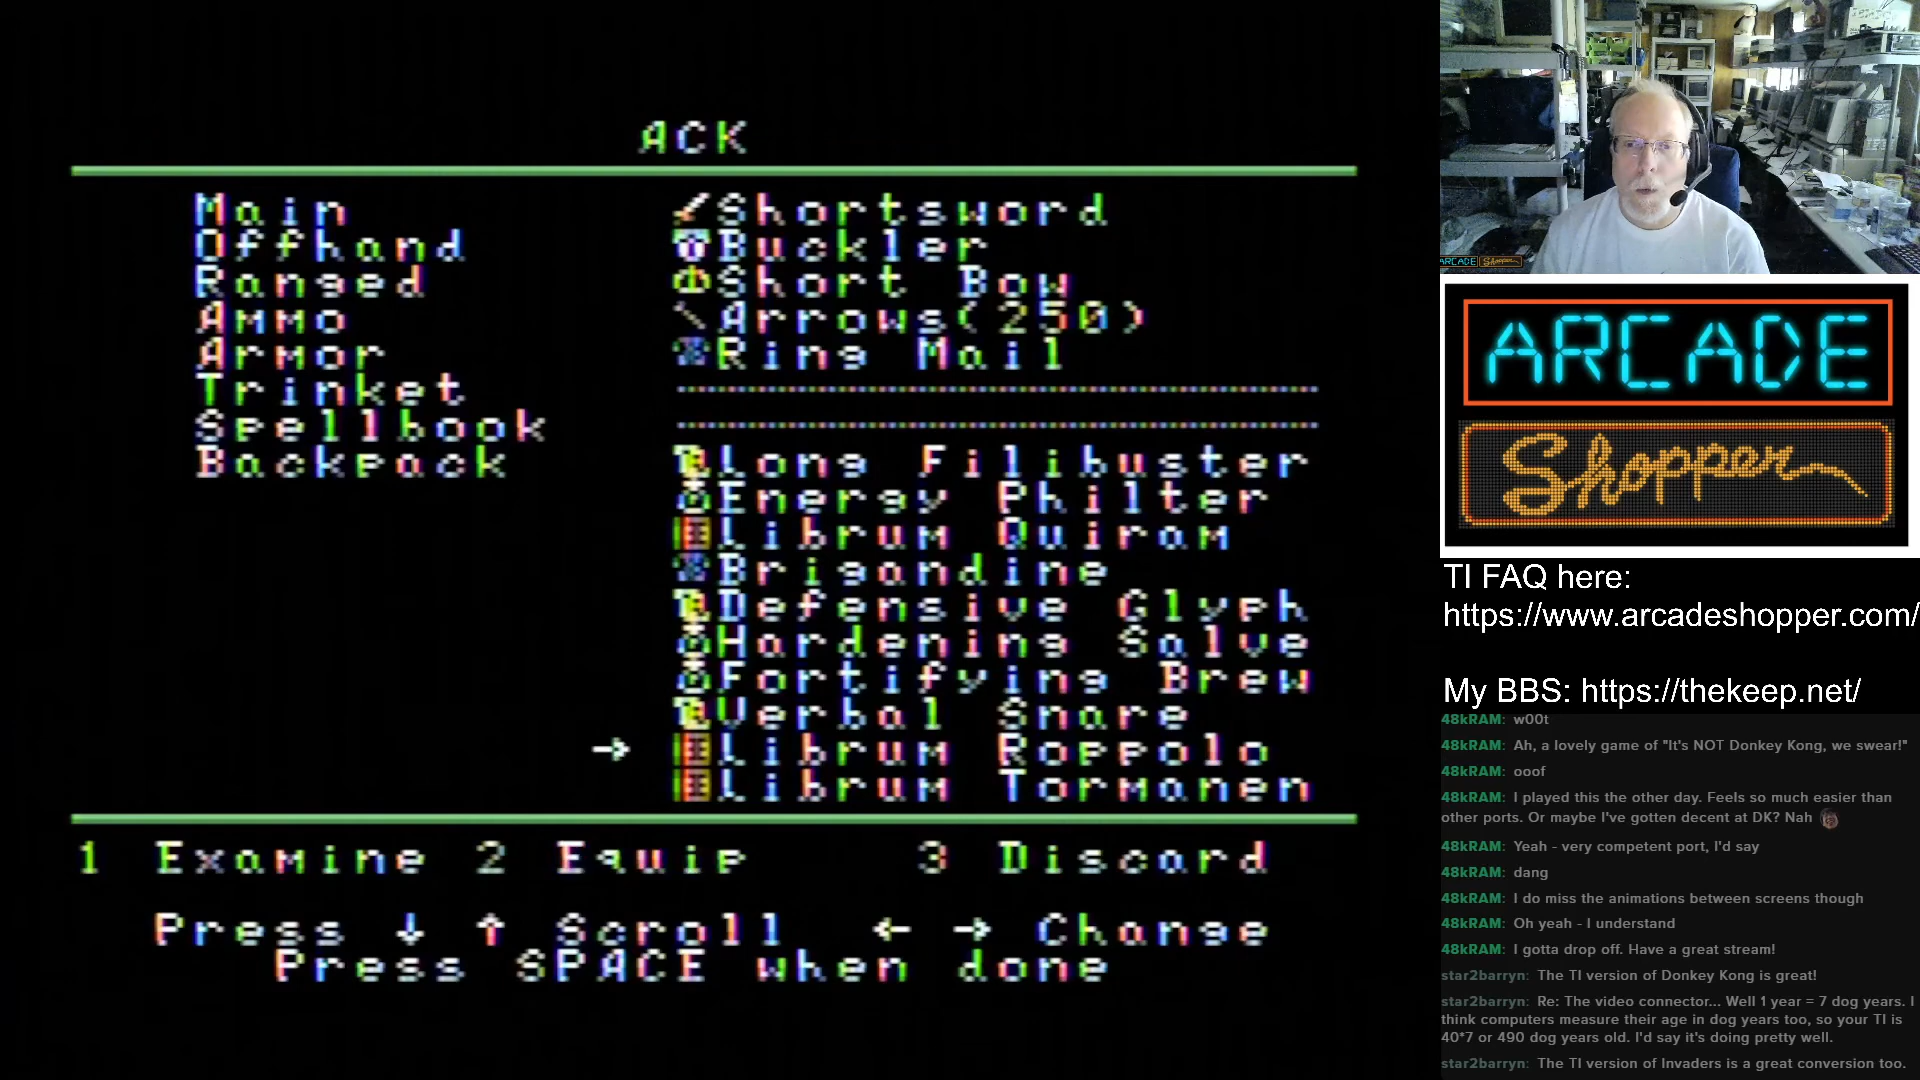 ACK
Main
Offhand
Ranged
Ammo
Armor
Trinket
Spellbook
Backpack
Shortsword
Buckler
Short Bow
Arrows(250)
Ring Mail
Long Filibuster
Energy Philter
Librum Quiram
Brigandine
Defensive Glyph
Hardening Salve
Fortifying Brew
Verbal Snare
→ Librum Roppolo
Librum Tormanen
1 Examine 2 Equip 3 Discard
Press ↓ ↑ Scroll ← → Change
Press SPACE when done
ARCADE Shopper
ARCADE
Shopper
TI FAQ here:
https://www.arcadeshopper.com/
My BBS: https://thekeep.net/
48kRAM: w00t
48kRAM: Ah, a lovely game of "It's NOT Donkey Kong, we swear!"
48kRAM: ooof
48kRAM: I played this the other day. Feels so much easier than
other ports. Or maybe I've gotten decent at DK? Nah
48kRAM: Yeah - very competent port, I'd say
48kRAM: dang
48kRAM: I do miss the animations between screens though
48kRAM: Oh yeah - I understand
48kRAM: I gotta drop off. Have a great stream!
star2barryn: The TI version of Donkey Kong is great!
star2barryn: Re: The video connector... Well 1 year = 7 dog years. I
think computers measure their age in dog years too, so your TI is
40*7 or 490 dog years old. I'd say it's doing pretty well.
star2barryn: The TI version of Invaders is a great conversion too.